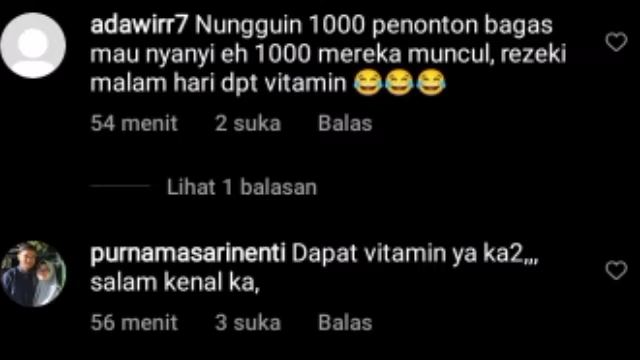 adawirr7 Nungguin 1000 penonton bagas
mau nyanyi eh 1000 mereka muncul, rezeki
malam hari dpt vitamin 😂😂😂
54 menit 2 suka Balas
Lihat 1 balasan
purnamasarinenti Dapat vitamin ya ka2,,,
salam kenal ka,
56 menit 3 suka Balas